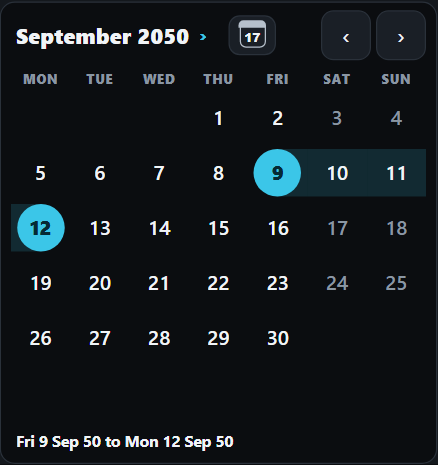 September 2050 › 17 ‹ ›
MON TUE WED THU FRI SAT SUN
1 2 3 4
5 6 7 8 9 10 11
12 13 14 15 16 17 18
19 20 21 22 23 24 25
26 27 28 29 30
Fri 9 Sep 50 to Mon 12 Sep 50